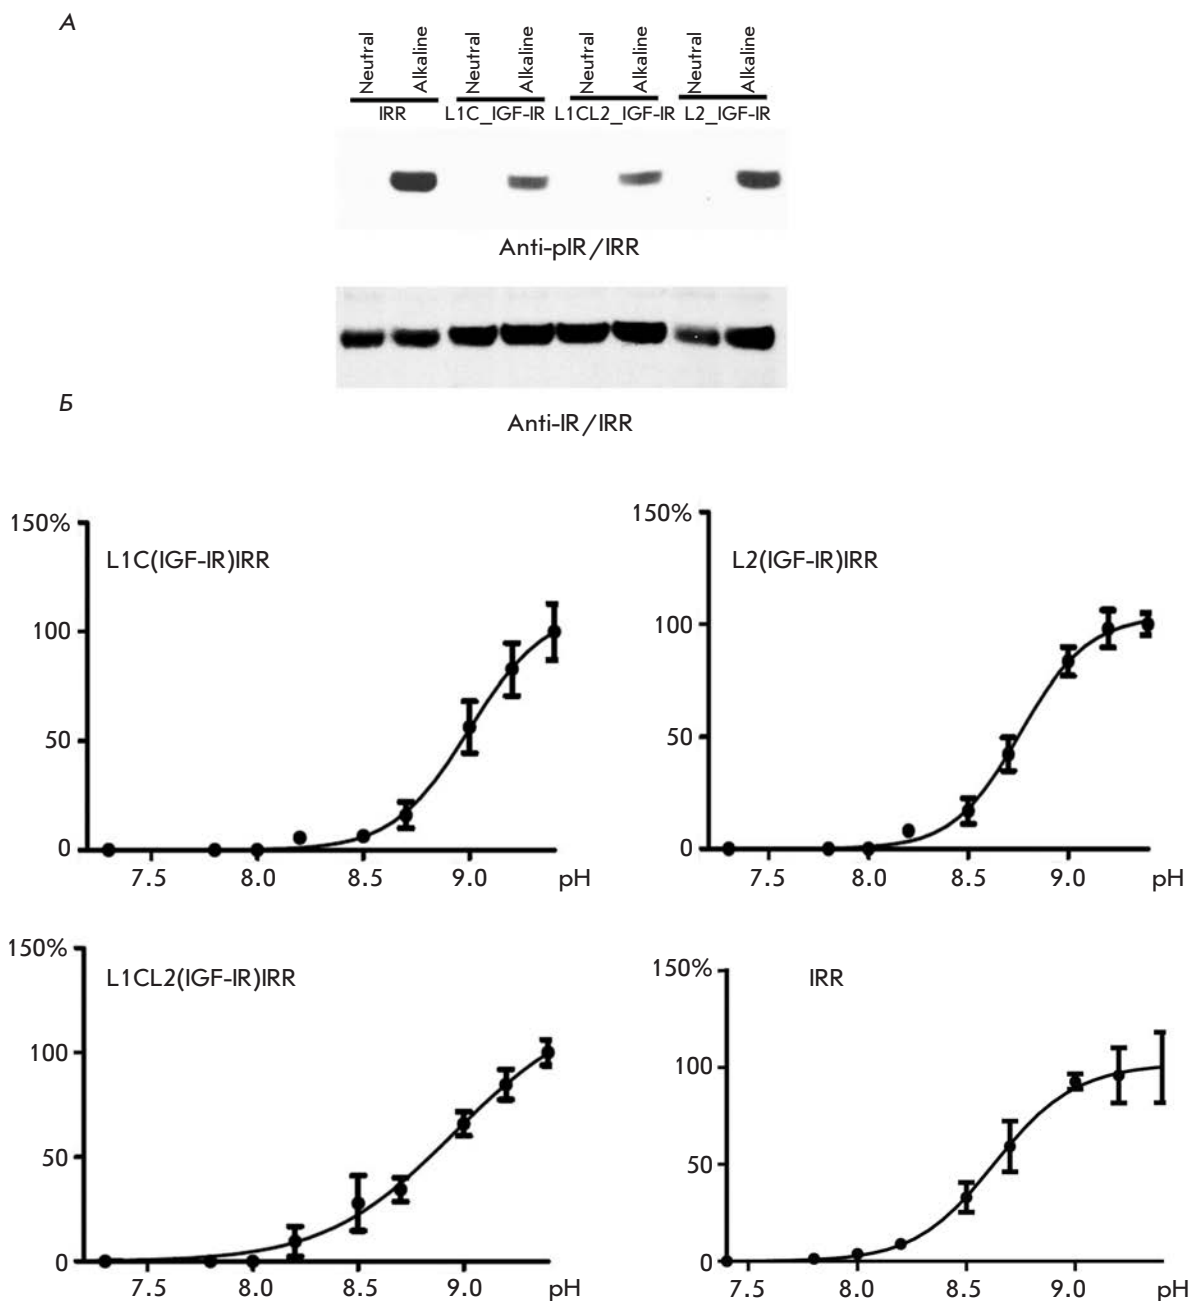 А
Neutral Alkaline Neutral Alkaline Neutral Alkaline Neutral Alkaline
IRR L1C_IGF-IR L1CL2_IGF-IR L2_IGF-IR
Anti-pIR/IRR
Anti-IR/IRR
Б
150%
L1C(IGF-IR)IRR
100
50
0
7.5 8.0 8.5 9.0 pH
150%
L2(IGF-IR)IRR
100
50
0
7.5 8.0 8.5 9.0 pH
150%
L1CL2(IGF-IR)IRR
100
50
0
7.5 8.0 8.5 9.0 pH
150%
IRR
100
50
0
7.5 8.0 8.5 9.0 pH